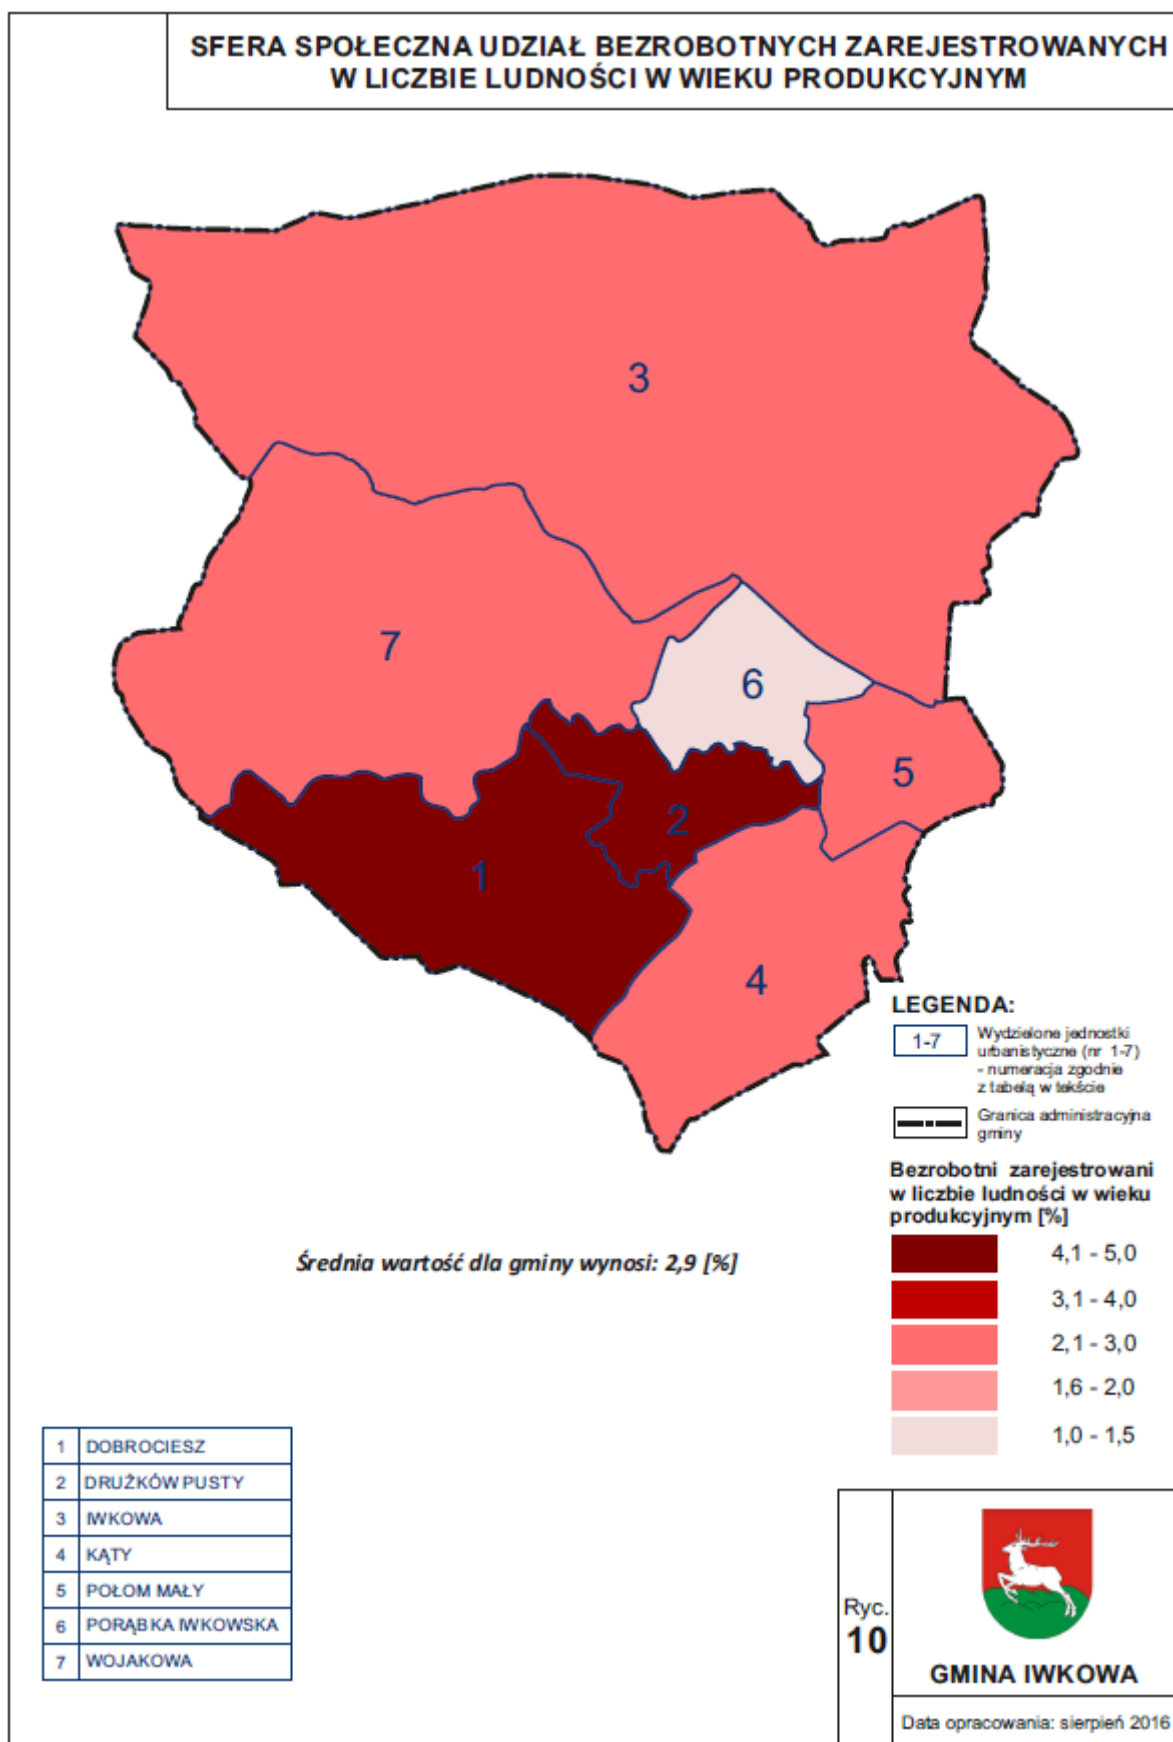 SFERA SPOŁECZNA UDZIAŁ BEZROBOTNYCH ZAREJESTROWANYCH
W LICZBIE LUDNOŚCI W WIEKU PRODUKCYJNYM
3
7
6
5
2
1
4
LEGENDA:
1-7
Wydzielone jednostki
urbanistyczne (nr 1-7)
- numeracja zgodnie
z tabelą w tekście
Granica administracyjna
gminy
Bezrobotni zarejestrowani
w liczbie ludności w wieku
produkcyjnym [%]
4,1 - 5,0
3,1 - 4,0
2,1 - 3,0
1,6 - 2,0
1,0 - 1,5
Średnia wartość dla gminy wynosi: 2,9 [%]
1 DOBROCIESZ
2 DRUŻKÓW PUSTY
3 IWKOWA
4 KĄTY
5 POŁOM MAŁY
6 PORĄBKA IWKOWSKA
7 WOJAKOWA
Ryc.
10
GMINA IWKOWA
Data opracowania: sierpień 2016